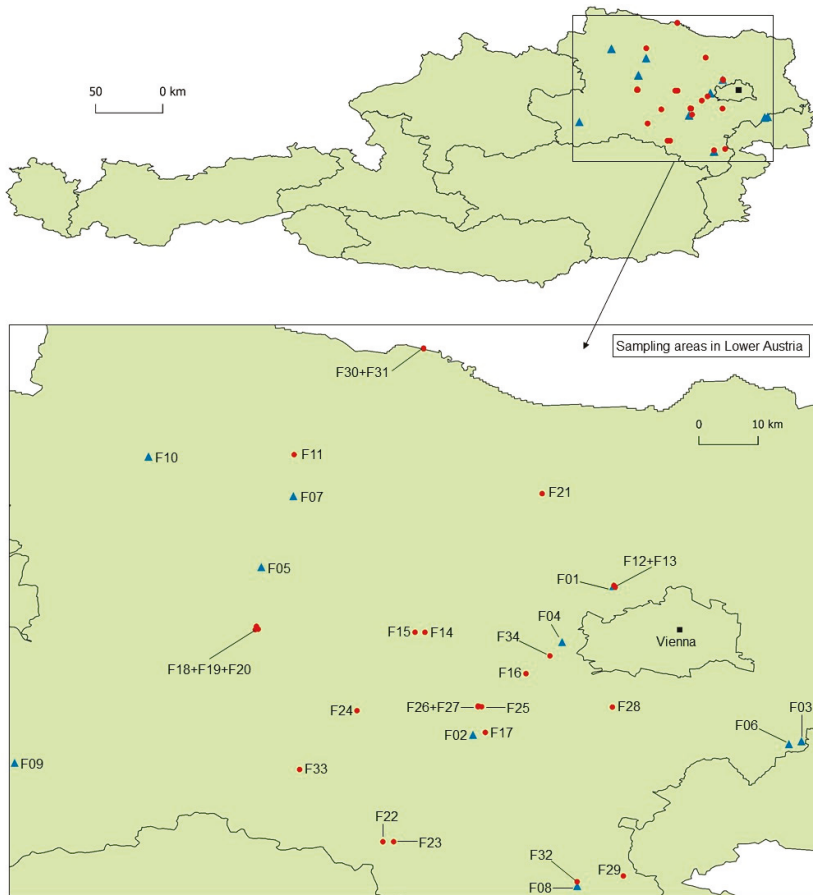 50 0 km
Sampling areas in Lower Austria
F30+F31
0 10 km
F10
F11
F07
F21
F05
F12+F13
F01
F04
F15 F14
F34
Vienna
F18+F19+F20
F16
F24
F26+F27 F25
F28
F02 F17
F06 F03
F09
F33
F22
F23
F32
F29
F08